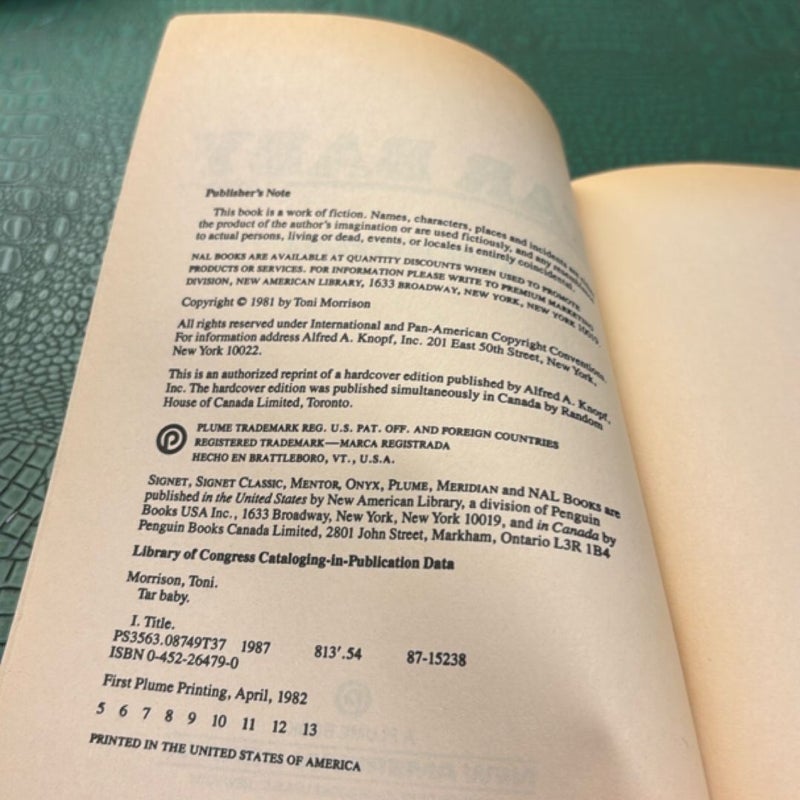 Publisher's Note
This book is a work of fiction. Names, characters, places and incidents are either
the product of the author's imagination or are used fictitiously, and any resemblance
to actual persons, living or dead, events, or locales is entirely coincidental.
NAL BOOKS ARE AVAILABLE AT QUANTITY DISCOUNTS WHEN USED TO PROMOTE
PRODUCTS OR SERVICES. FOR INFORMATION PLEASE WRITE TO PREMIUM MARKETING
DIVISION, NEW AMERICAN LIBRARY, 1633 BROADWAY, NEW YORK, NEW YORK 10019.
Copyright © 1981 by Toni Morrison
All rights reserved under International and Pan-American Copyright Conventions.
For information address Alfred A. Knopf, Inc. 201 East 50th Street, New York,
New York 10022.
This is an authorized reprint of a hardcover edition published by Alfred A. Knopf,
Inc. The hardcover edition was published simultaneously in Canada by Random
House of Canada Limited, Toronto.
PLUME TRADEMARK REG. U.S. PAT. OFF. AND FOREIGN COUNTRIES
REGISTERED TRADEMARK—MARCA REGISTRADA
HECHO EN BRATTLEBORO, VT., U.S.A.
SIGNET, SIGNET CLASSIC, MENTOR, ONYX, PLUME, MERIDIAN and NAL BOOKS are
published in the United States by New American Library, a division of Penguin
Books USA Inc., 1633 Broadway, New York, New York 10019, and in Canada by
Penguin Books Canada Limited, 2801 John Street, Markham, Ontario L3R 1B4
Library of Congress Cataloging-in-Publication Data
Morrison, Toni.
Tar baby.
I. Title.
PS3563.08749T37 1987 813'.54 87-15238
ISBN 0-452-26479-0
First Plume Printing, April, 1982
5 6 7 8 9 10 11 12 13
PRINTED IN THE UNITED STATES OF AMERICA